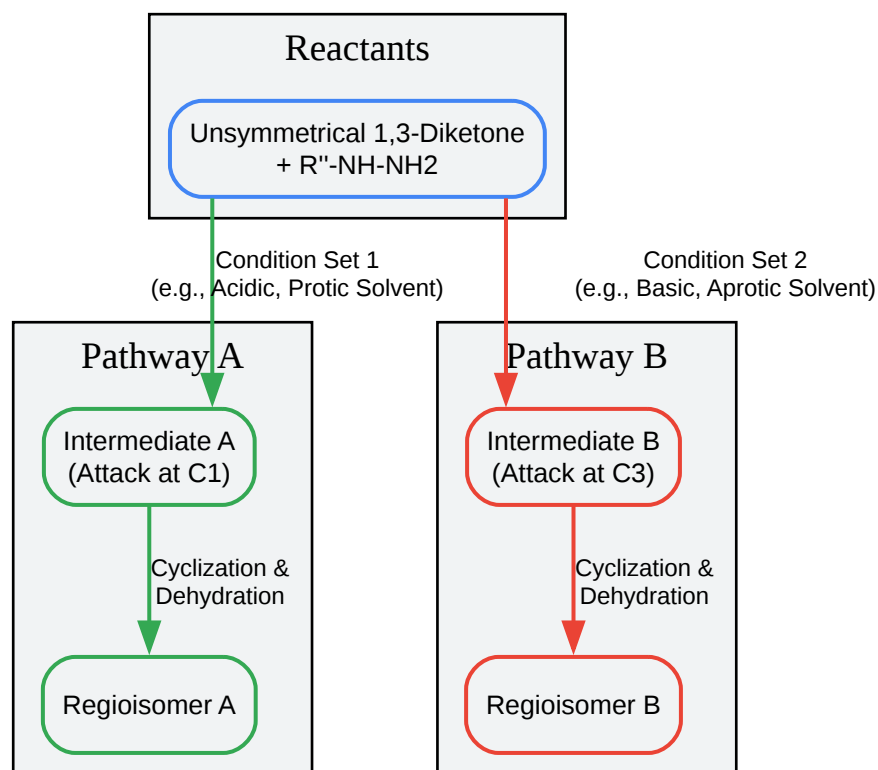 Reactants
Unsymmetrical 1,3-Diketone
+ R''-NH-NH2
Condition Set 1
(e.g., Acidic, Protic Solvent)
Condition Set 2
(e.g., Basic, Aprotic Solvent)
Pathway A
Intermediate A
(Attack at C1)
Cyclization &
Dehydration
Regioisomer A
Pathway B
Intermediate B
(Attack at C3)
Cyclization &
Dehydration
Regioisomer B